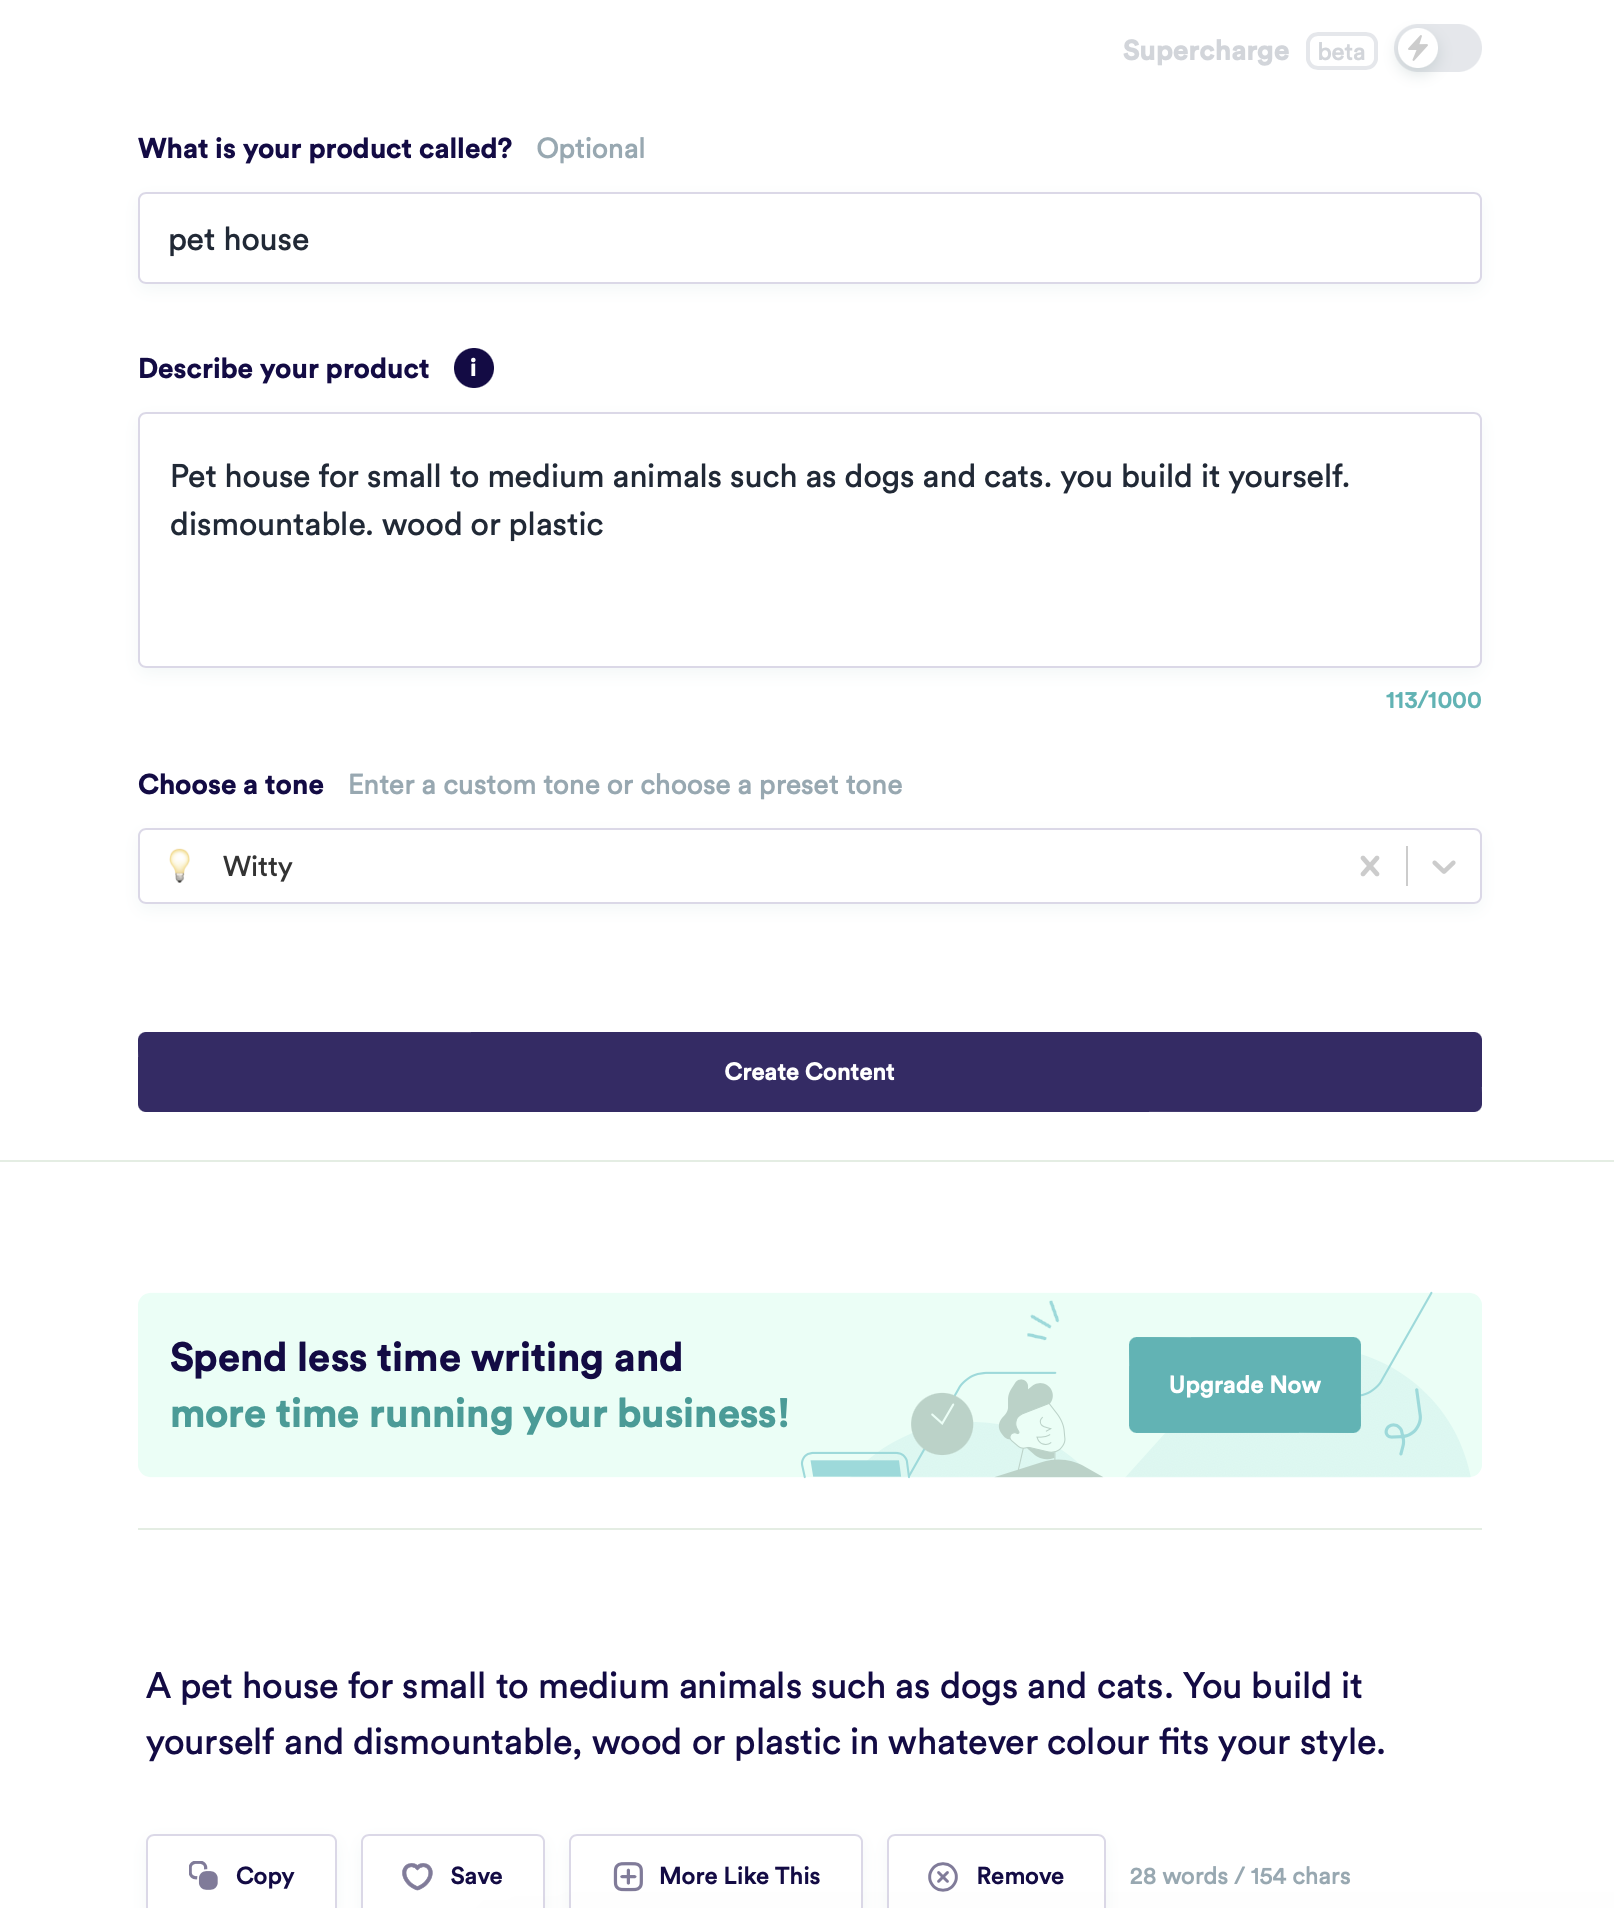 Supercharge beta
What is your product called? Optional
pet house
Describe your product i
Pet house for small to medium animals such as dogs and cats. you build it yourself.
dismountable. wood or plastic
113/1000
Choose a tone Enter a custom tone or choose a preset tone
Witty
Create Content
Spend less time writing and
more time running your business!
Upgrade Now
A pet house for small to medium animals such as dogs and cats. You build it
yourself and dismountable, wood or plastic in whatever colour fits your style.
Copy Save More Like This Remove 28 words / 154 chars